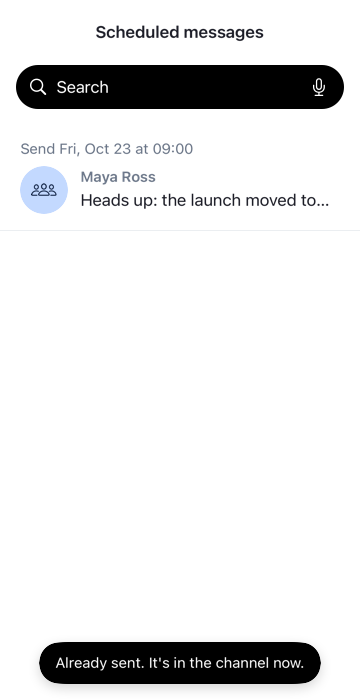 Scheduled messages
Search
Send Fri, Oct 23 at 09:00
Maya Ross
Heads up: the launch moved to...
Already sent. It's in the channel now.